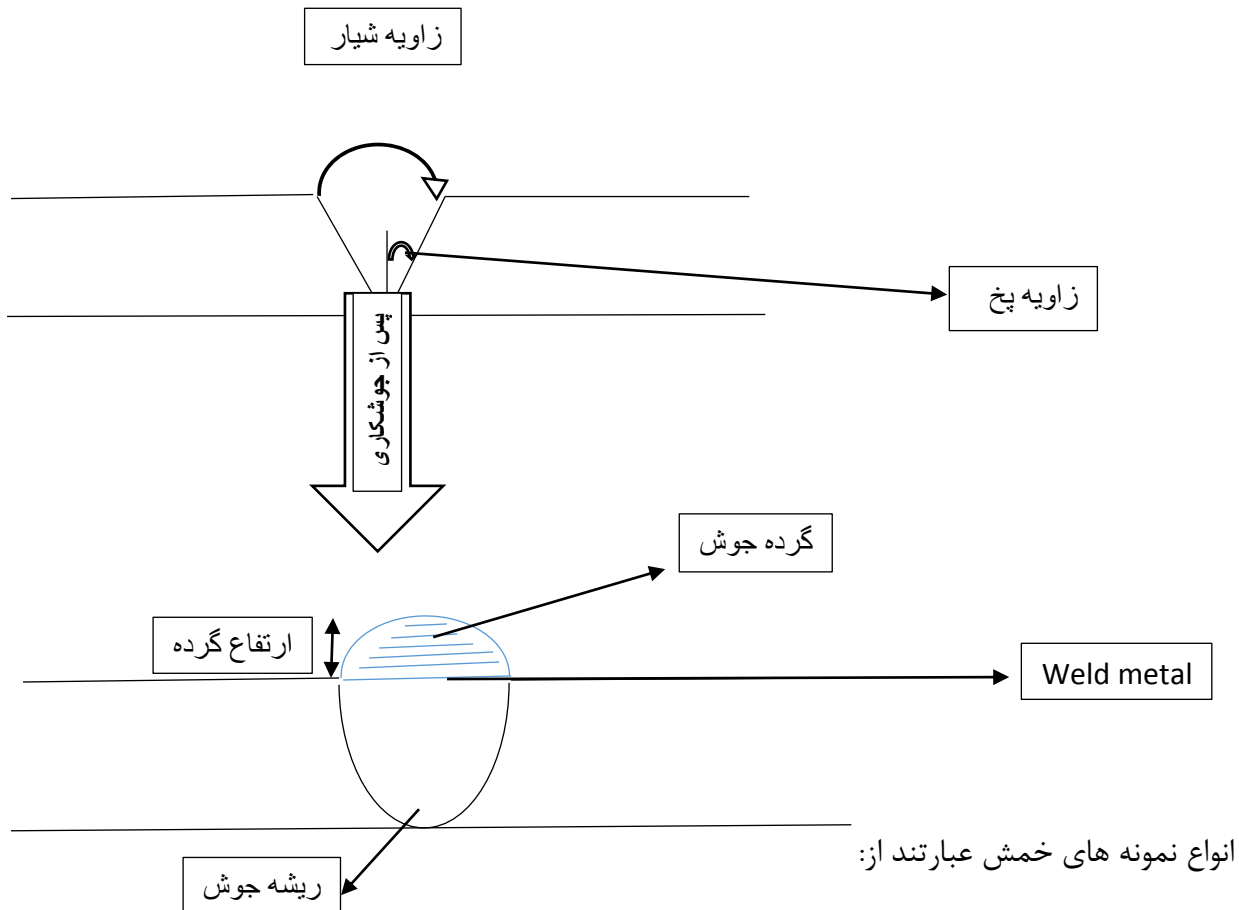 زاویه شیار
زاویه پخ
پس از جوشکاری
گرده جوش
ارتفاع گرده
Weld metal
انواع نمونه های خمش عبارتند از:
ریشه جوش